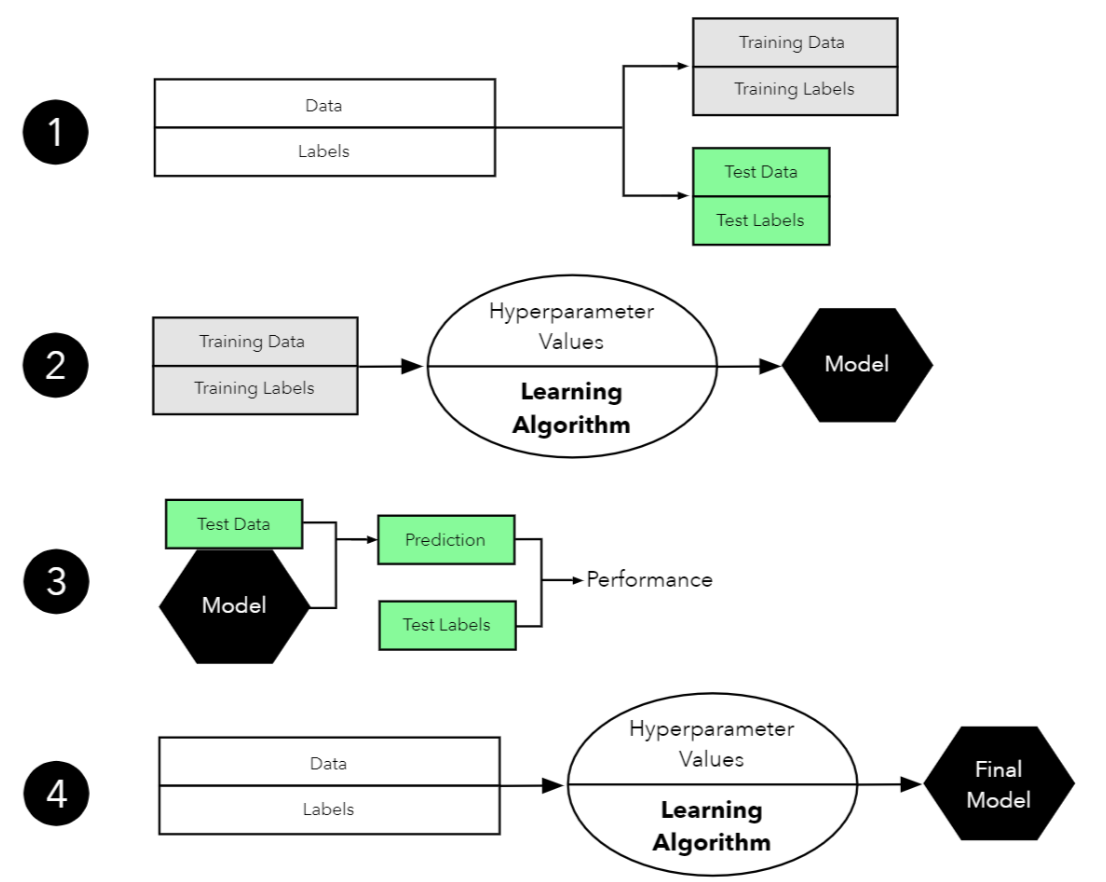 1
Data
Labels
Training Data
Training Labels
Test Data
Test Labels
2
Training Data
Training Labels
Hyperparameter
Values
Learning
Algorithm
Model
3
Test Data
Model
Prediction
Test Labels
Performance
4
Data
Labels
Hyperparameter
Values
Learning
Algorithm
Final
Model